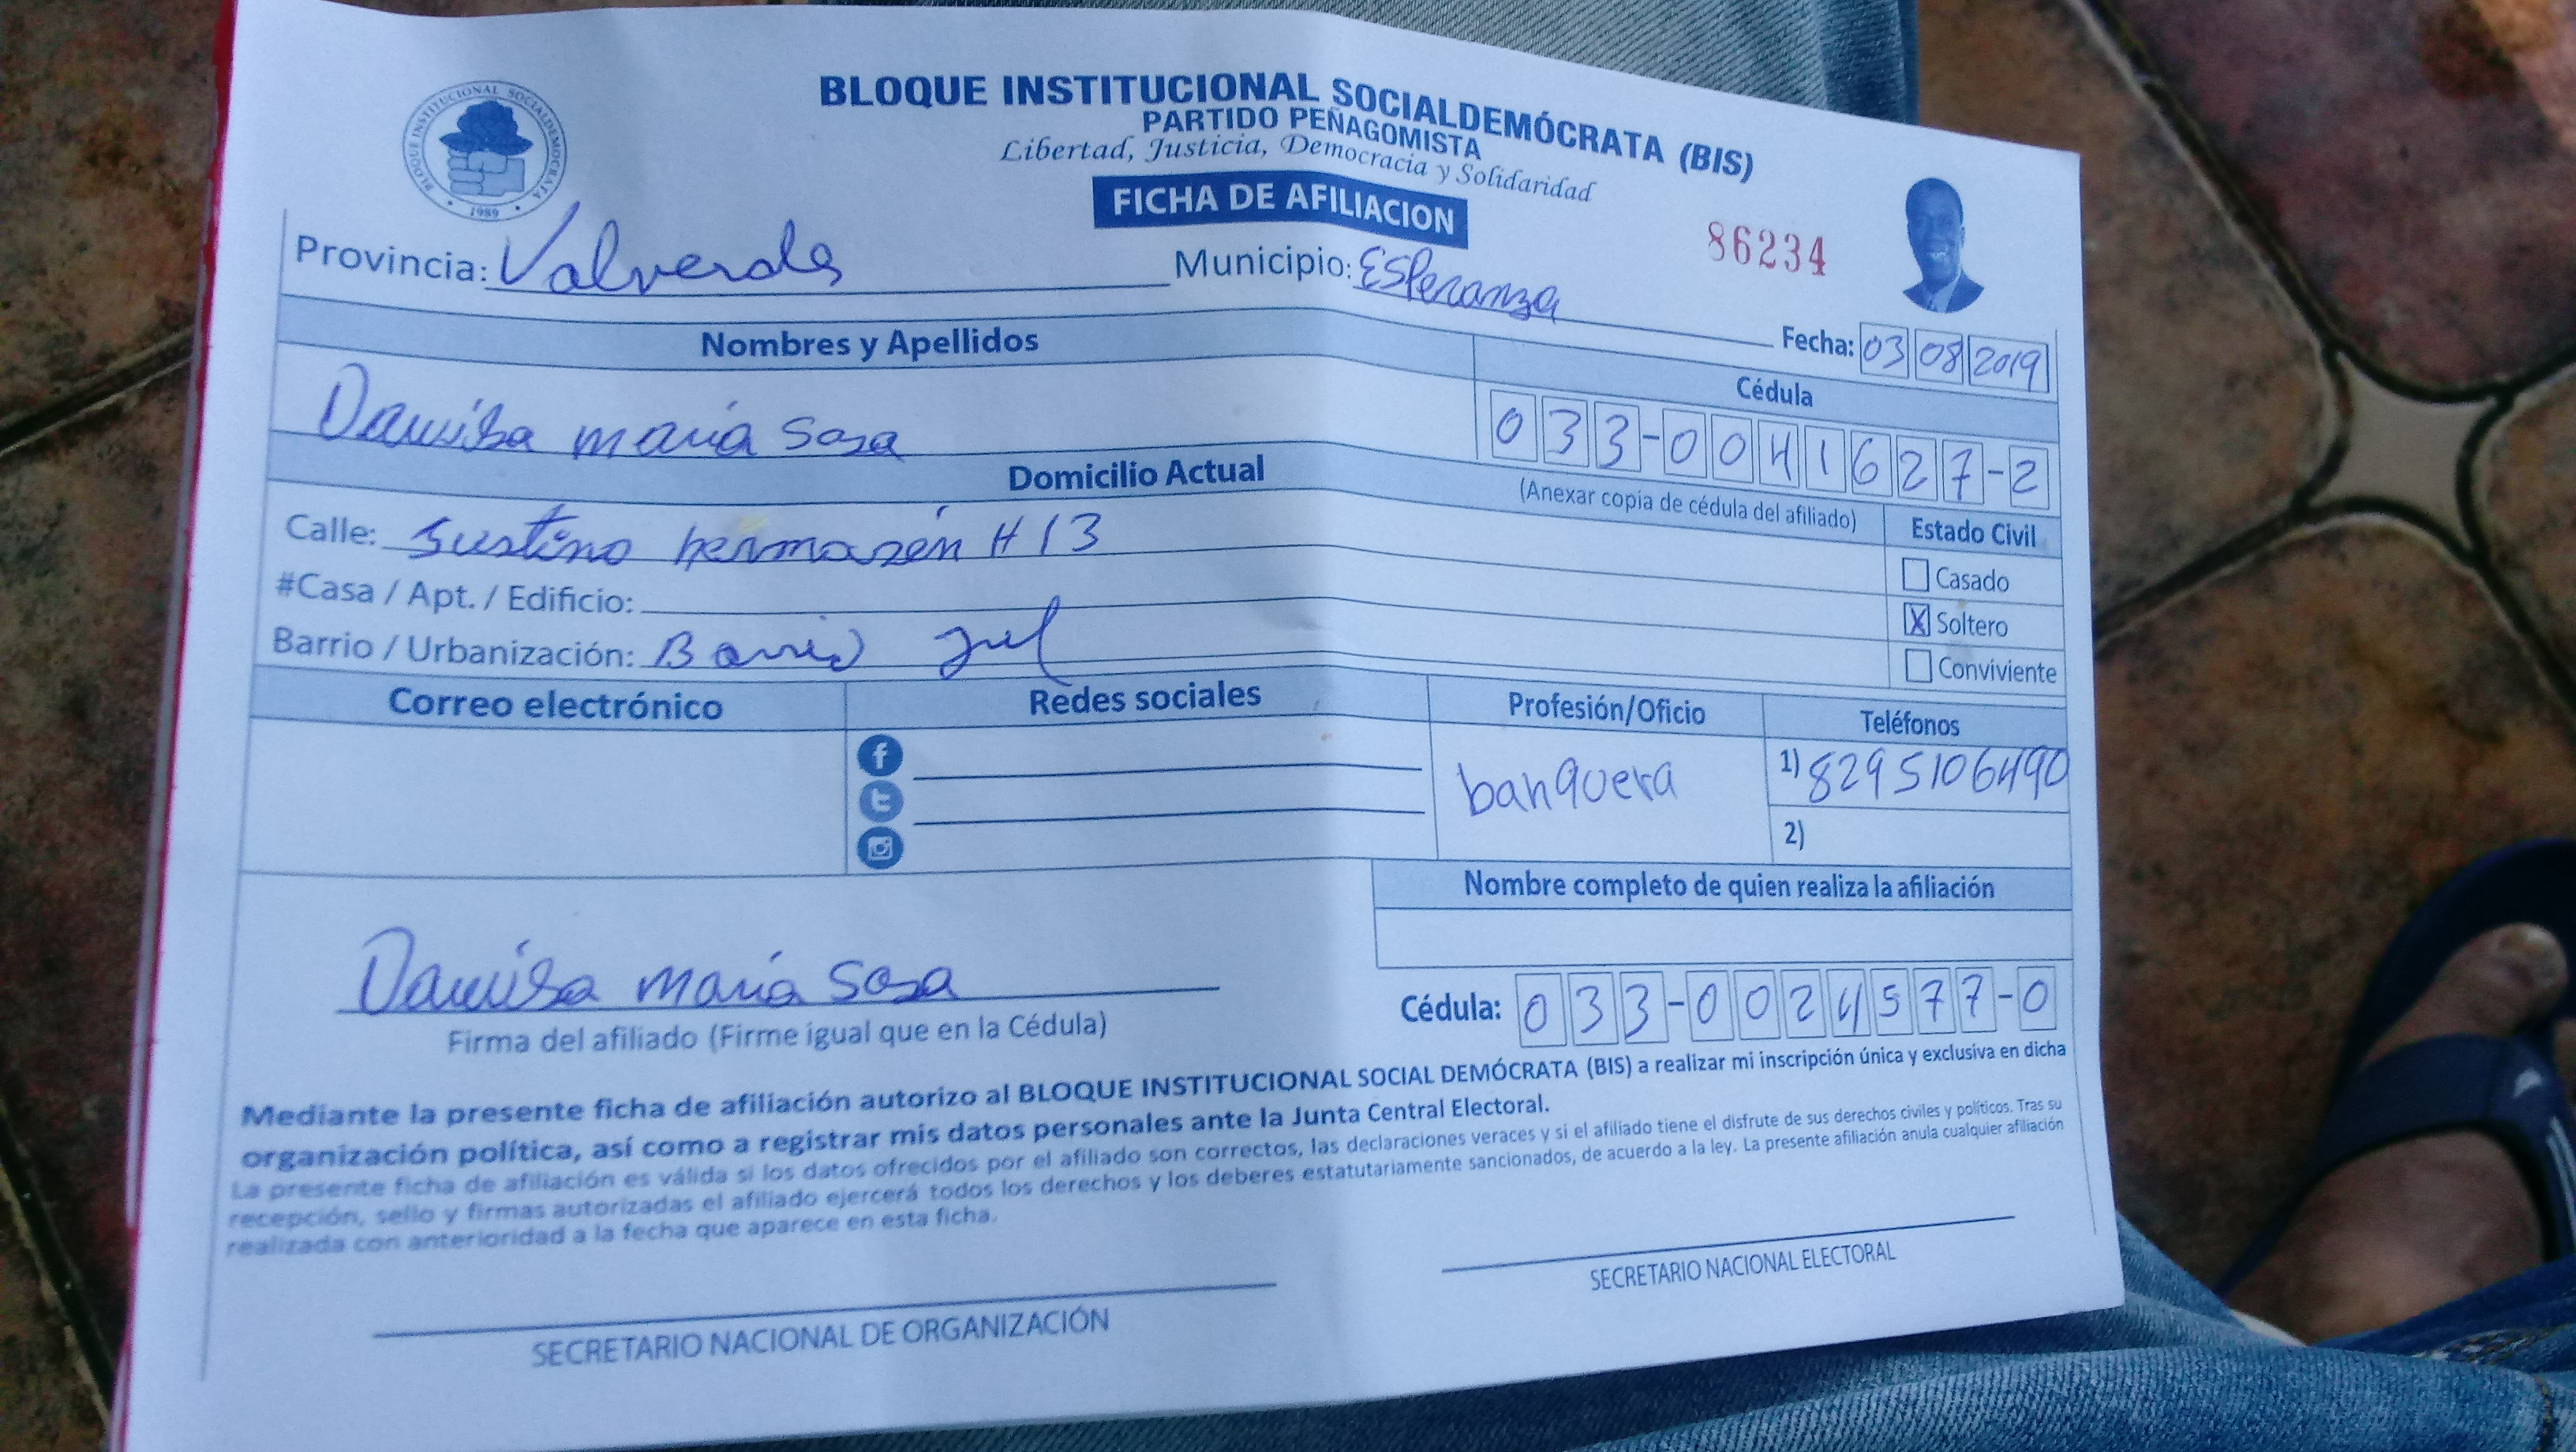 BLOQUE INSTITUCIONAL SOCIALDEMOCRATA
1989
BLOQUE INSTITUCIONAL SOCIALDEMÓCRATA (BIS)
PARTIDO PEÑAGOMISTA
Libertad, Justicia, Democracia y Solidaridad
FICHA DE AFILIACION
86234
Provincia: Valverde Municipio: Esperanza
Fecha: 03 08 2019
Nombres y Apellidos Cédula
maria Sosa 033-0041627-2
(Anexar copia de cédula del afiliado)
Domicilio Actual Estado Civil
Calle: H 13
Casado
#Casa / Apt. / Edificio:
X Soltero
Barrio / Urbanización: Barrio
Conviviente
Correo electrónico Redes sociales Profesión/Oficio Teléfonos
banquera 1) 8295106490
2)
Nombre completo de quien realiza la afiliación
maria Sosa
Cédula: 033-0024577-0
Firma del afiliado (Firme igual que en la Cédula)
Mediante la presente ficha de afiliación autorizo al BLOQUE INSTITUCIONAL SOCIAL DEMÓCRATA (BIS) a realizar mi inscripción única y exclusiva en dicha
organización política, así como a registrar mis datos personales ante la Junta Central Electoral.
La presente ficha de afiliación es válida si los datos ofrecidos por el afiliado son correctos, las declaraciones veraces y si el afiliado tiene el disfrute de sus derechos civiles y políticos. Tras su
recepción, sello y firmas autorizadas el afiliado ejercerá todos los derechos y los deberes estatutariamente sancionados, de acuerdo a la ley. La presente afiliación anula cualquier afiliación
realizada con anterioridad a la fecha que aparece en esta ficha.
SECRETARIO NACIONAL DE ORGANIZACIÓN
SECRETARIO NACIONAL ELECTORAL